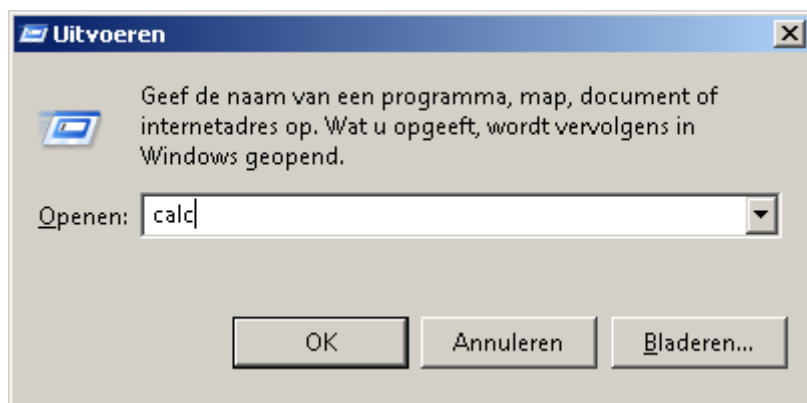 Uitvoeren
Geef de naam van een programma, map, document of
internetadres op. Wat u opgeeft, wordt vervolgens in
Windows geopend.
Openen: calc
OK Annuleren Bladeren...